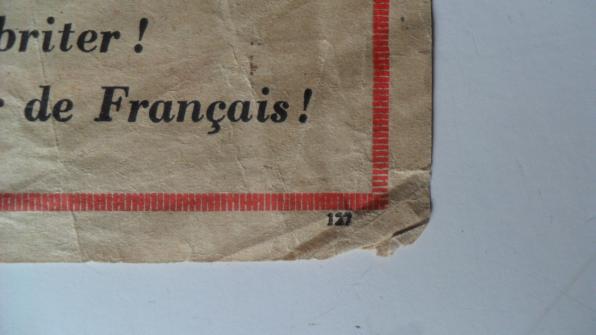 briter !
de Français !
127